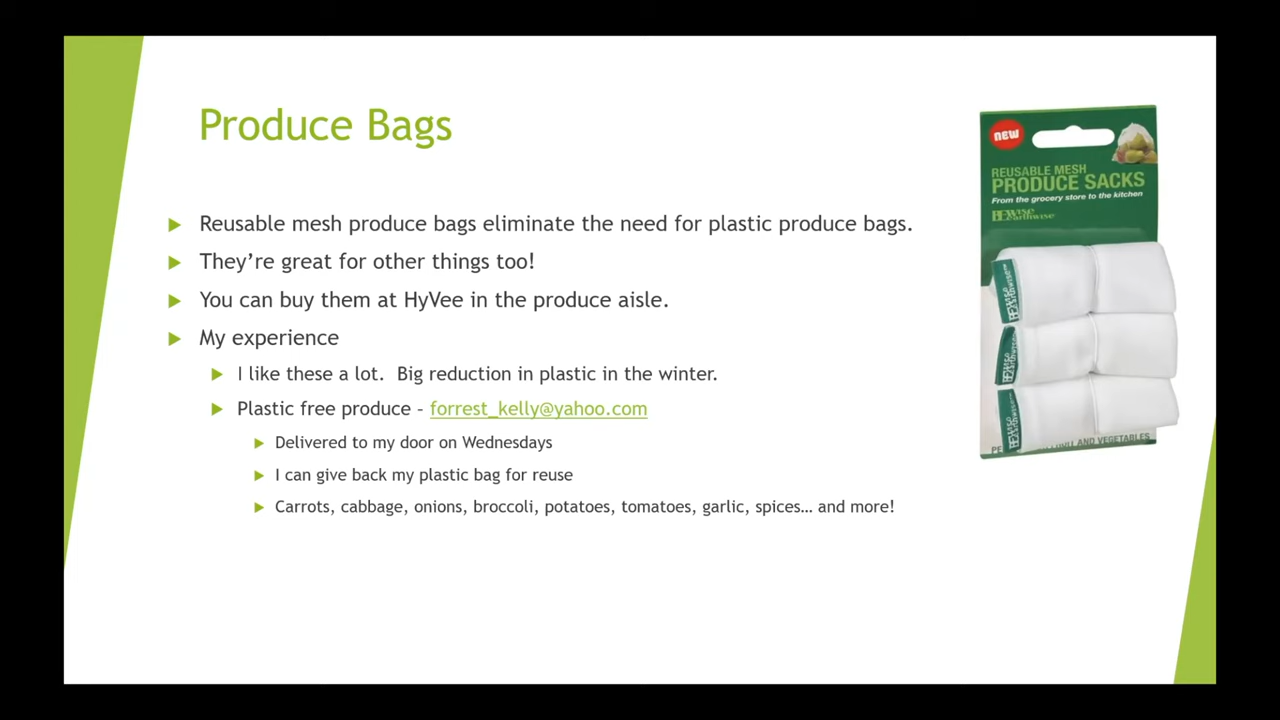 Produce Bags
Reusable mesh produce bags eliminate the need for plastic produce bags.
They’re great for other things too!
You can buy them at HyVee in the produce aisle.
My experience
I like these a lot.  Big reduction in plastic in the winter.
Plastic free produce – forrest_kelly@yahoo.com
Delivered to my door on Wednesdays
I can give back my plastic bag for reuse
Carrots, cabbage, onions, broccoli, potatoes, tomatoes, garlic, spices… and more!
new
REUSABLE MESH
PRODUCE SACKS
From the grocery store to the kitchen
BEwise
earthwise
AND VEGETABLES